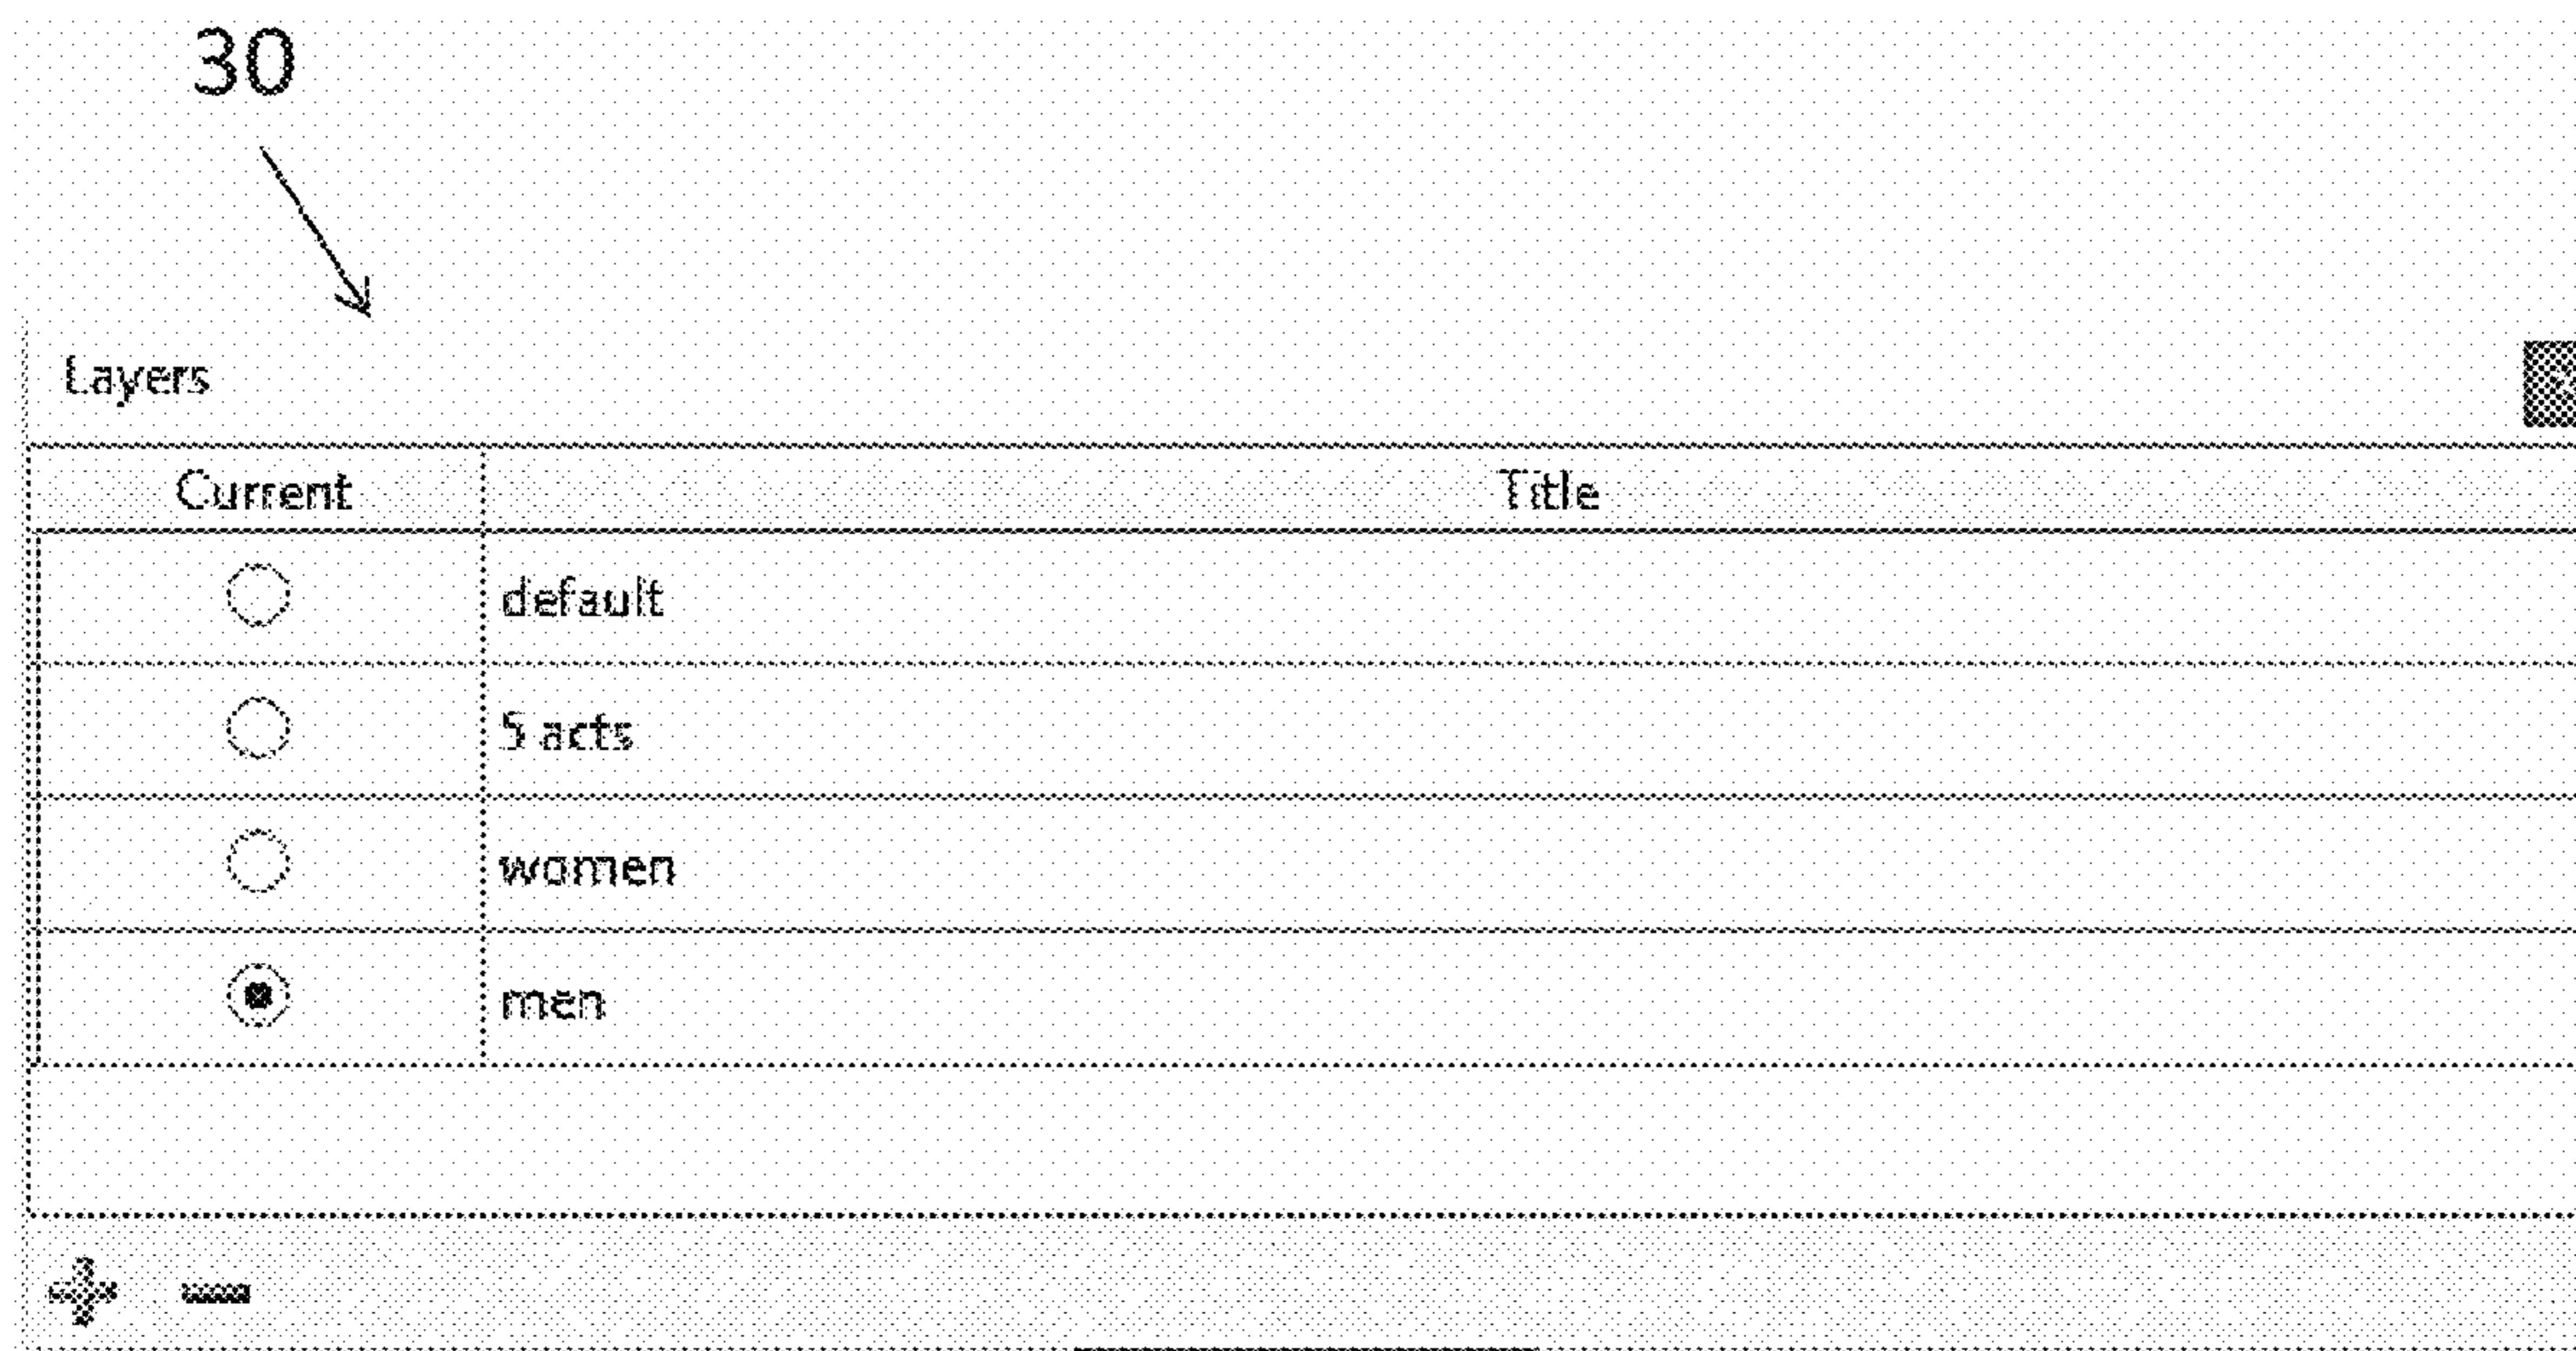 30
Layers
Current Title
default
5 acts
women
men